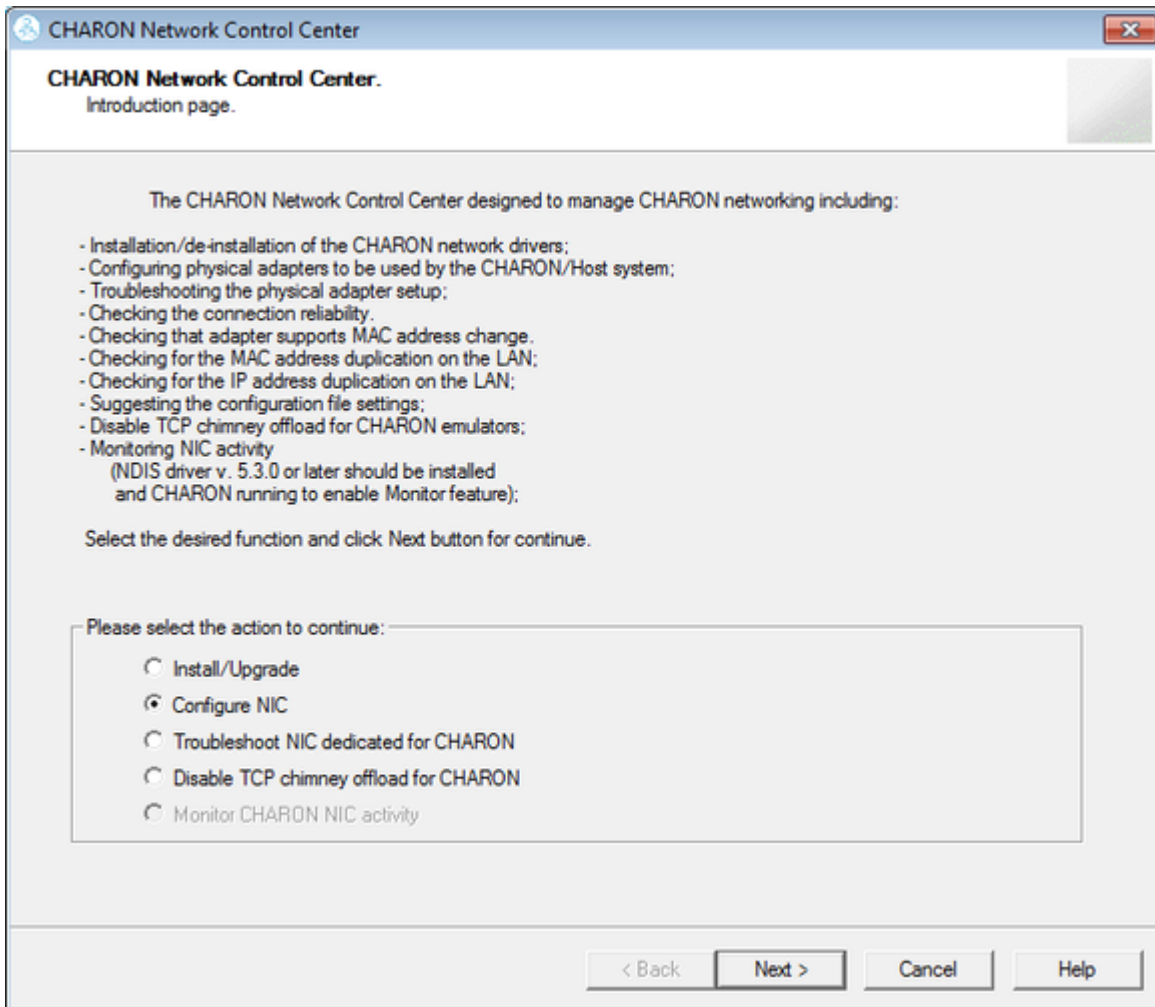 CHARON Network Control Center
CHARON Network Control Center.
Introduction page.
The CHARON Network Control Center designed to manage CHARON networking including:
- Installation/de-installation of the CHARON network drivers;
- Configuring physical adapters to be used by the CHARON/Host system;
- Troubleshooting the physical adapter setup;
- Checking the connection reliability.
- Checking that adapter supports MAC address change.
- Checking for the MAC address duplication on the LAN;
- Checking for the IP address duplication on the LAN;
- Suggesting the configuration file settings;
- Disable TCP chimney offload for CHARON emulators;
- Monitoring NIC activity
(NDIS driver v. 5.3.0 or later should be installed
and CHARON running to enable Monitor feature);
Select the desired function and click Next button for continue.
Please select the action to continue:
Install/Upgrade
Configure NIC
Troubleshoot NIC dedicated for CHARON
Disable TCP chimney offload for CHARON
Monitor CHARON NIC activity
< Back Next > Cancel Help